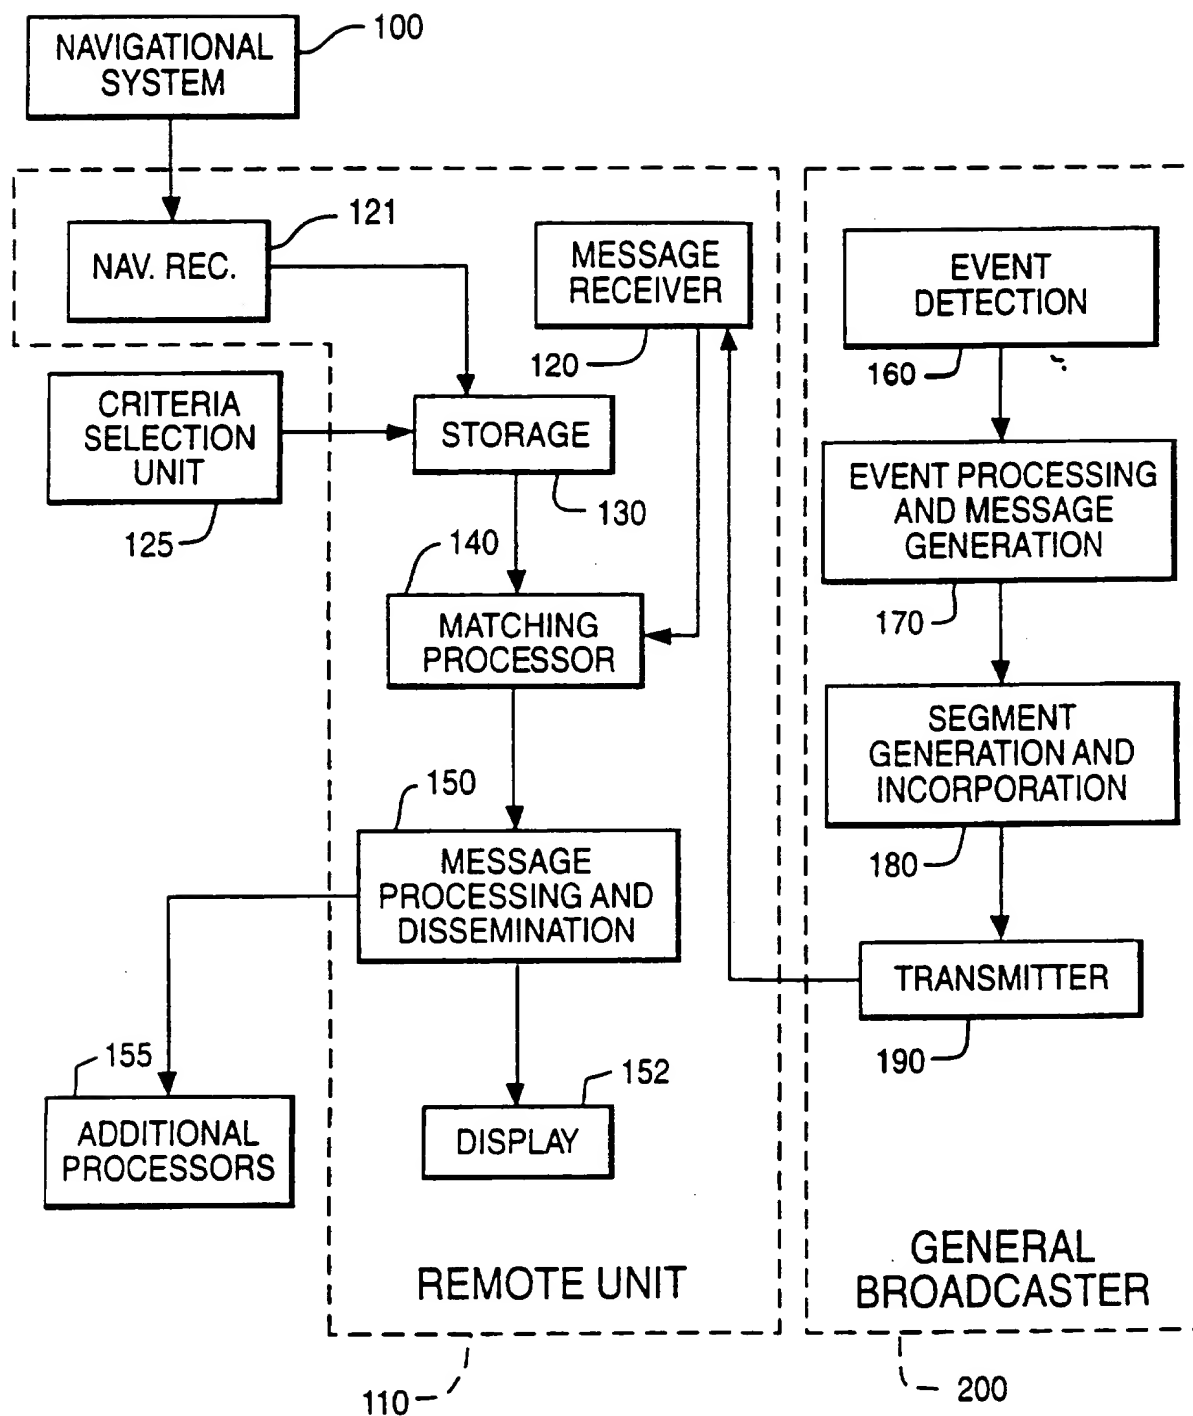 NAVIGATIONAL
SYSTEM
100
NAV. REC.
121
MESSAGE
RECEIVER
120
EVENT
DETECTION
160
CRITERIA
SELECTION
UNIT
125
STORAGE
130
EVENT PROCESSING
AND MESSAGE
GENERATION
170
140
MATCHING
PROCESSOR
SEGMENT
GENERATION AND
INCORPORATION
180
150
MESSAGE
PROCESSING AND
DISSEMINATION
TRANSMITTER
190
155
ADDITIONAL
PROCESSORS
152
DISPLAY
REMOTE UNIT
110
GENERAL
BROADCASTER
200